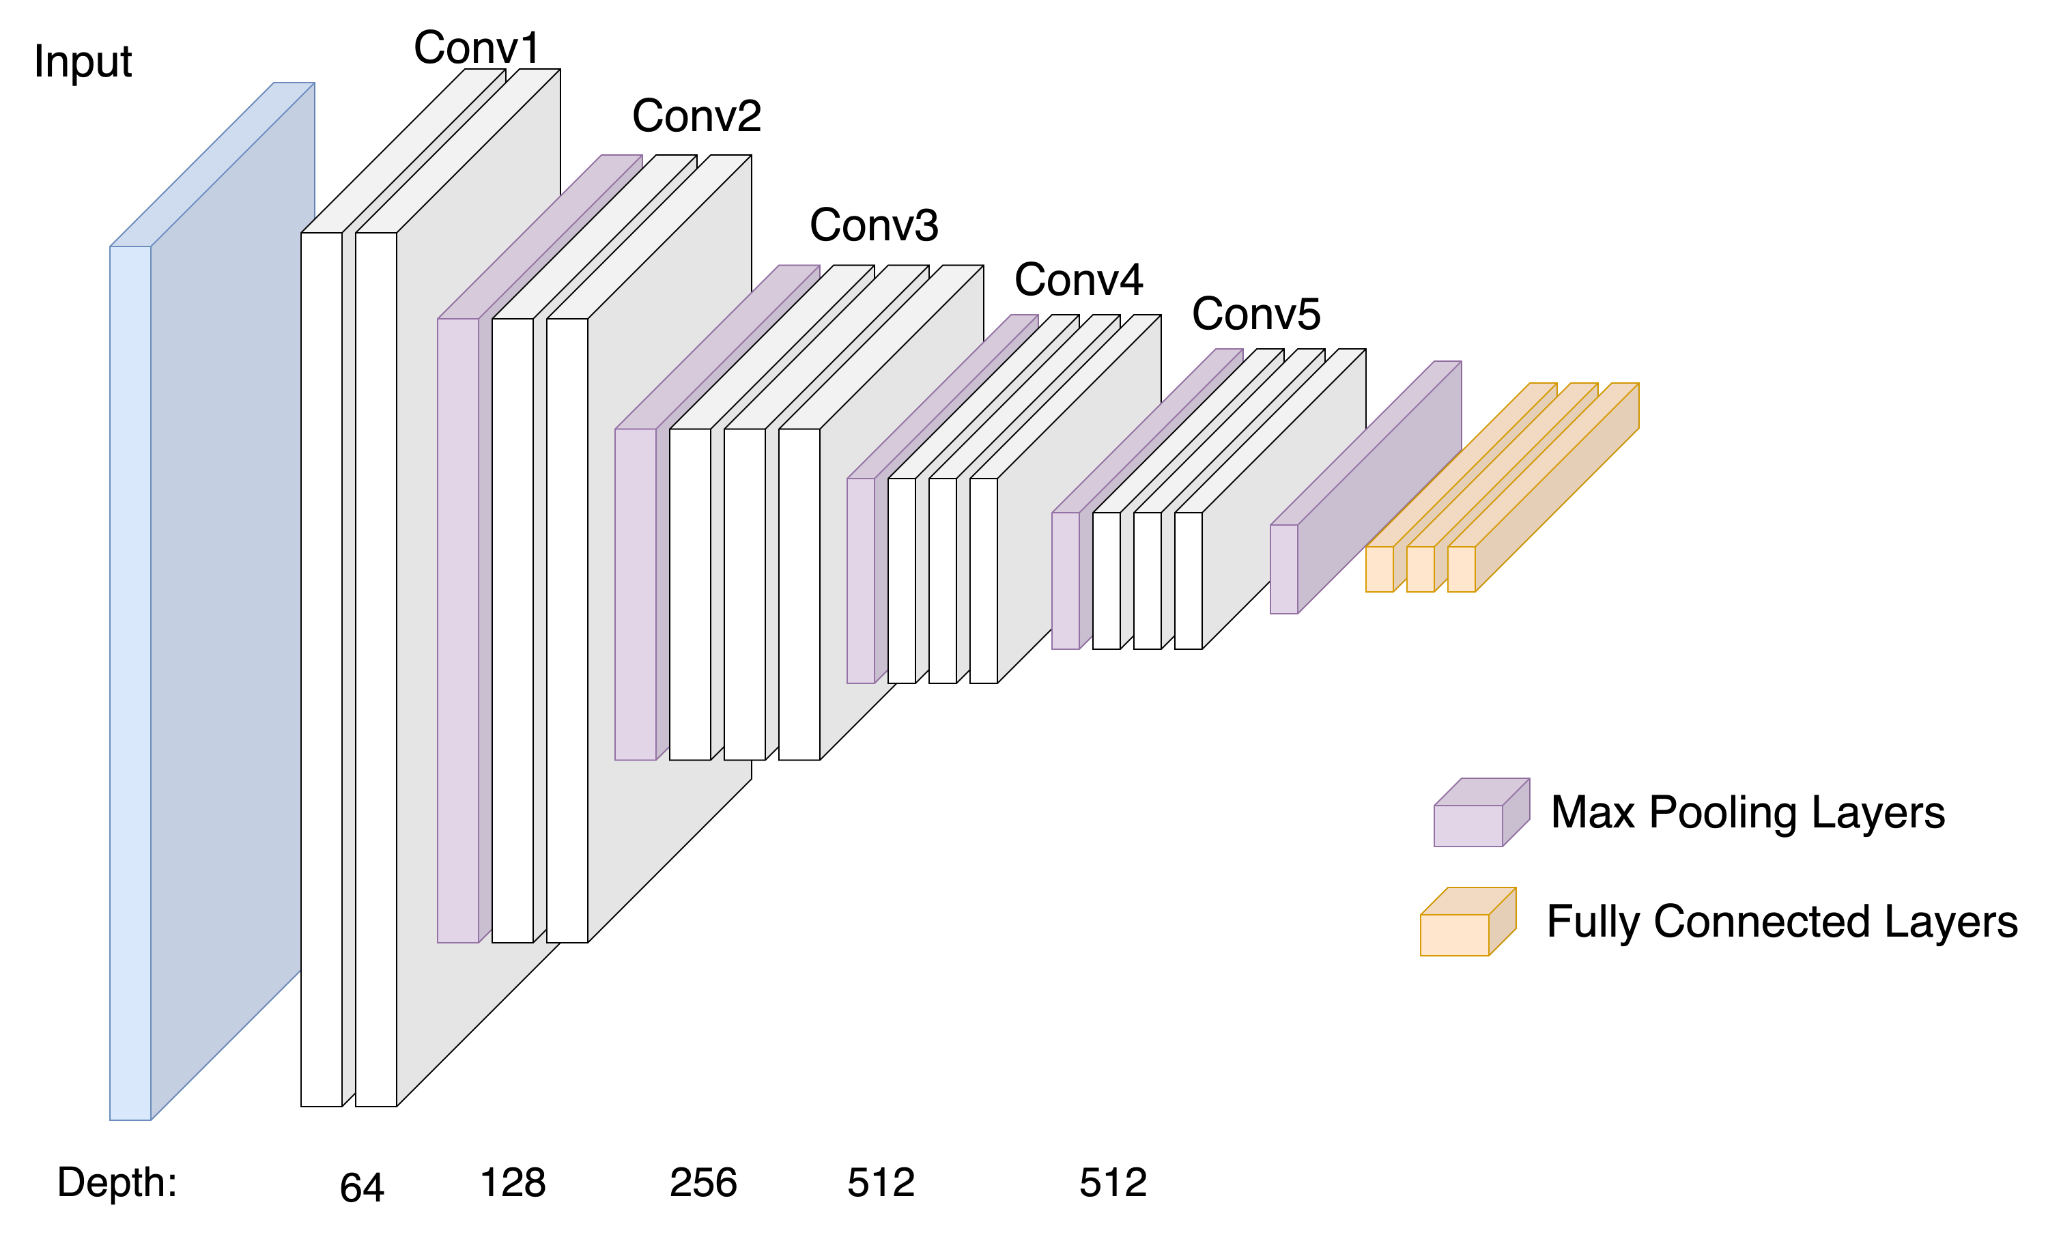 Input
Conv1
Conv2
Conv3
Conv4
Conv5
Max Pooling Layers
Fully Connected Layers
Depth: 64 128 256 512 512